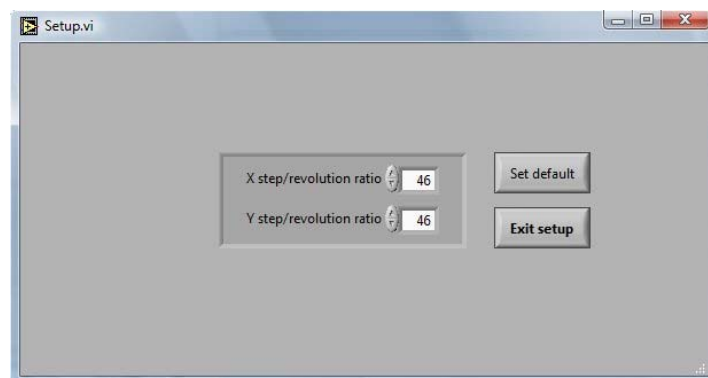 Setup.vi
X step/revolution ratio 46
Set default
Y step/revolution ratio 46
Exit setup